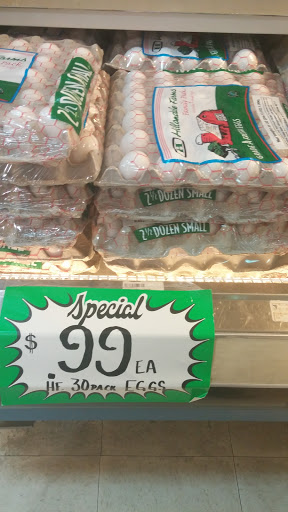 2½ DOZEN SMALL
Hillandale Farms
2½ DOZEN SMALL
2½ DOZEN SMALL
Special
$.99 EA
HF 30 PACK EGGS